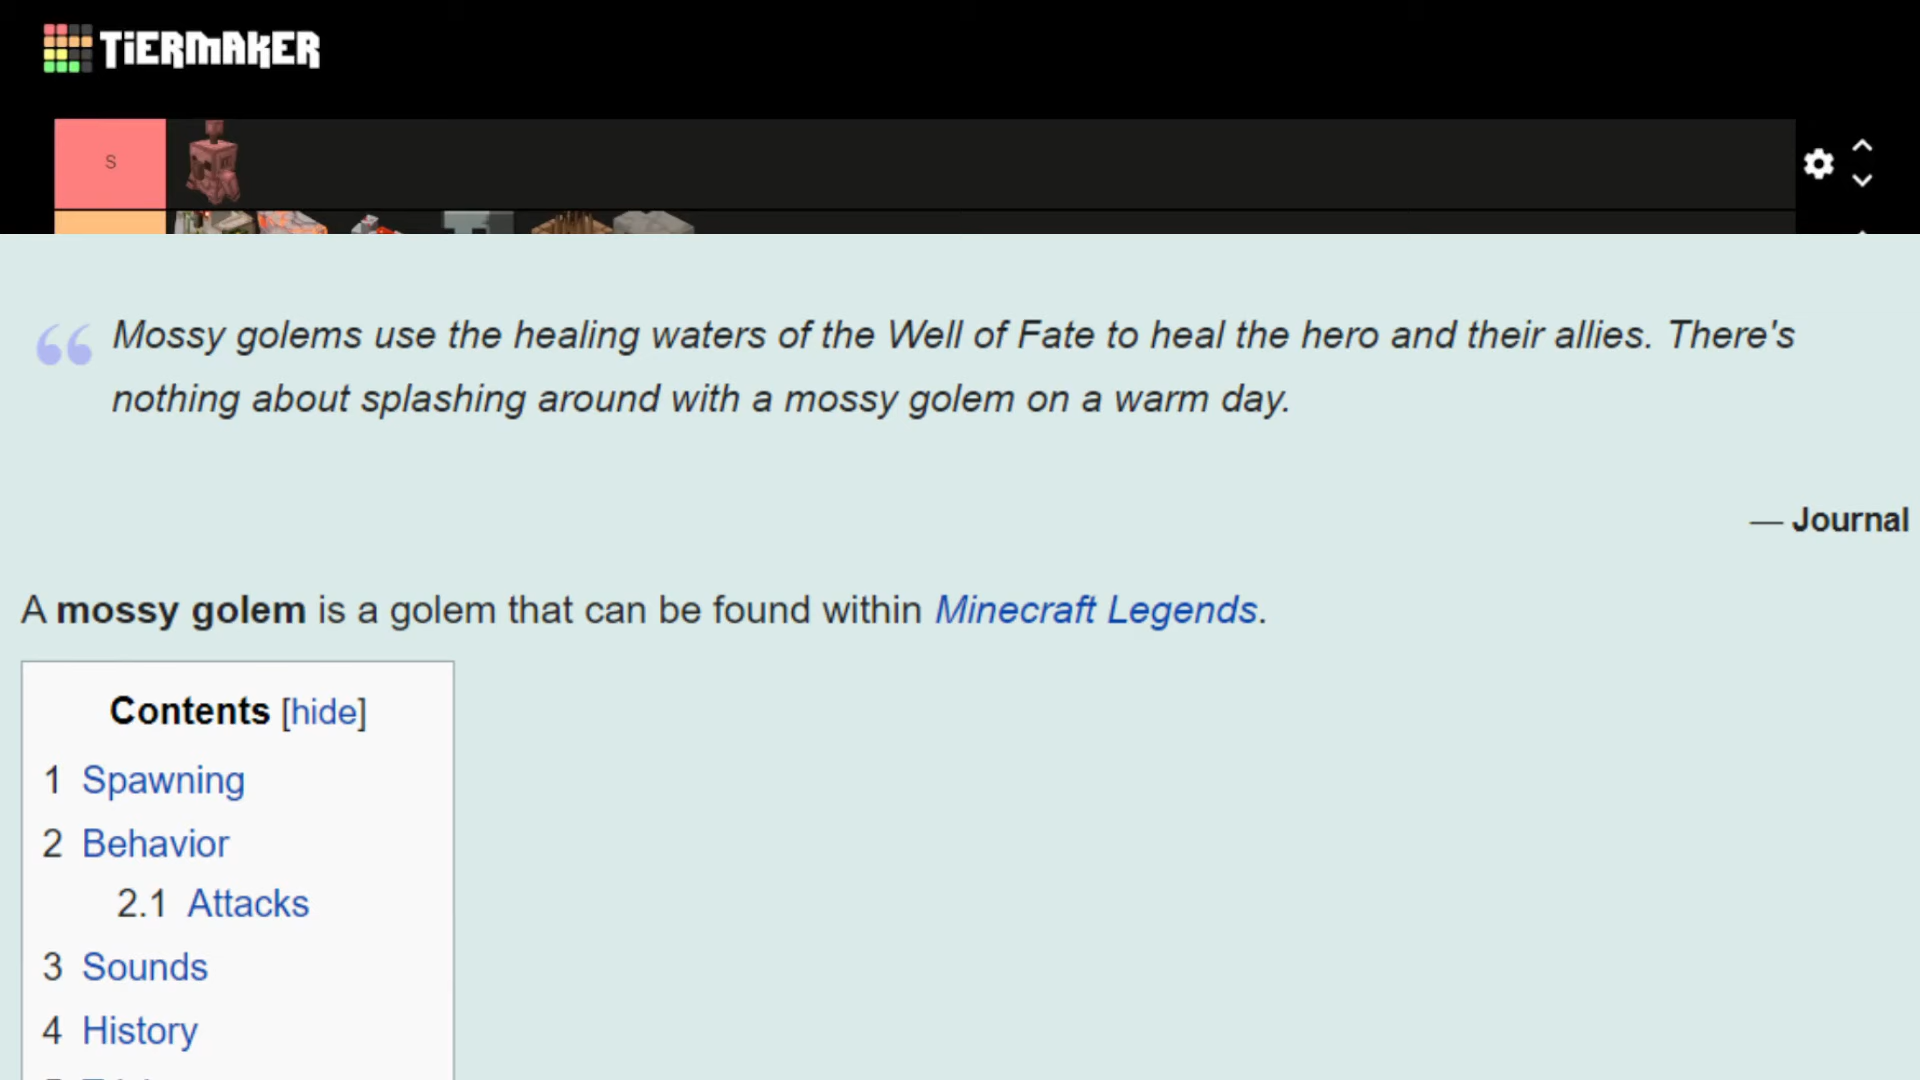 TiERMAKER
S
Mossy golems use the healing waters of the Well of Fate to heal the hero and their allies. There's
nothing about splashing around with a mossy golem on a warm day.
— Journal
A mossy golem is a golem that can be found within Minecraft Legends.
Contents [hide]
1 Spawning
2 Behavior
2.1 Attacks
3 Sounds
4 History